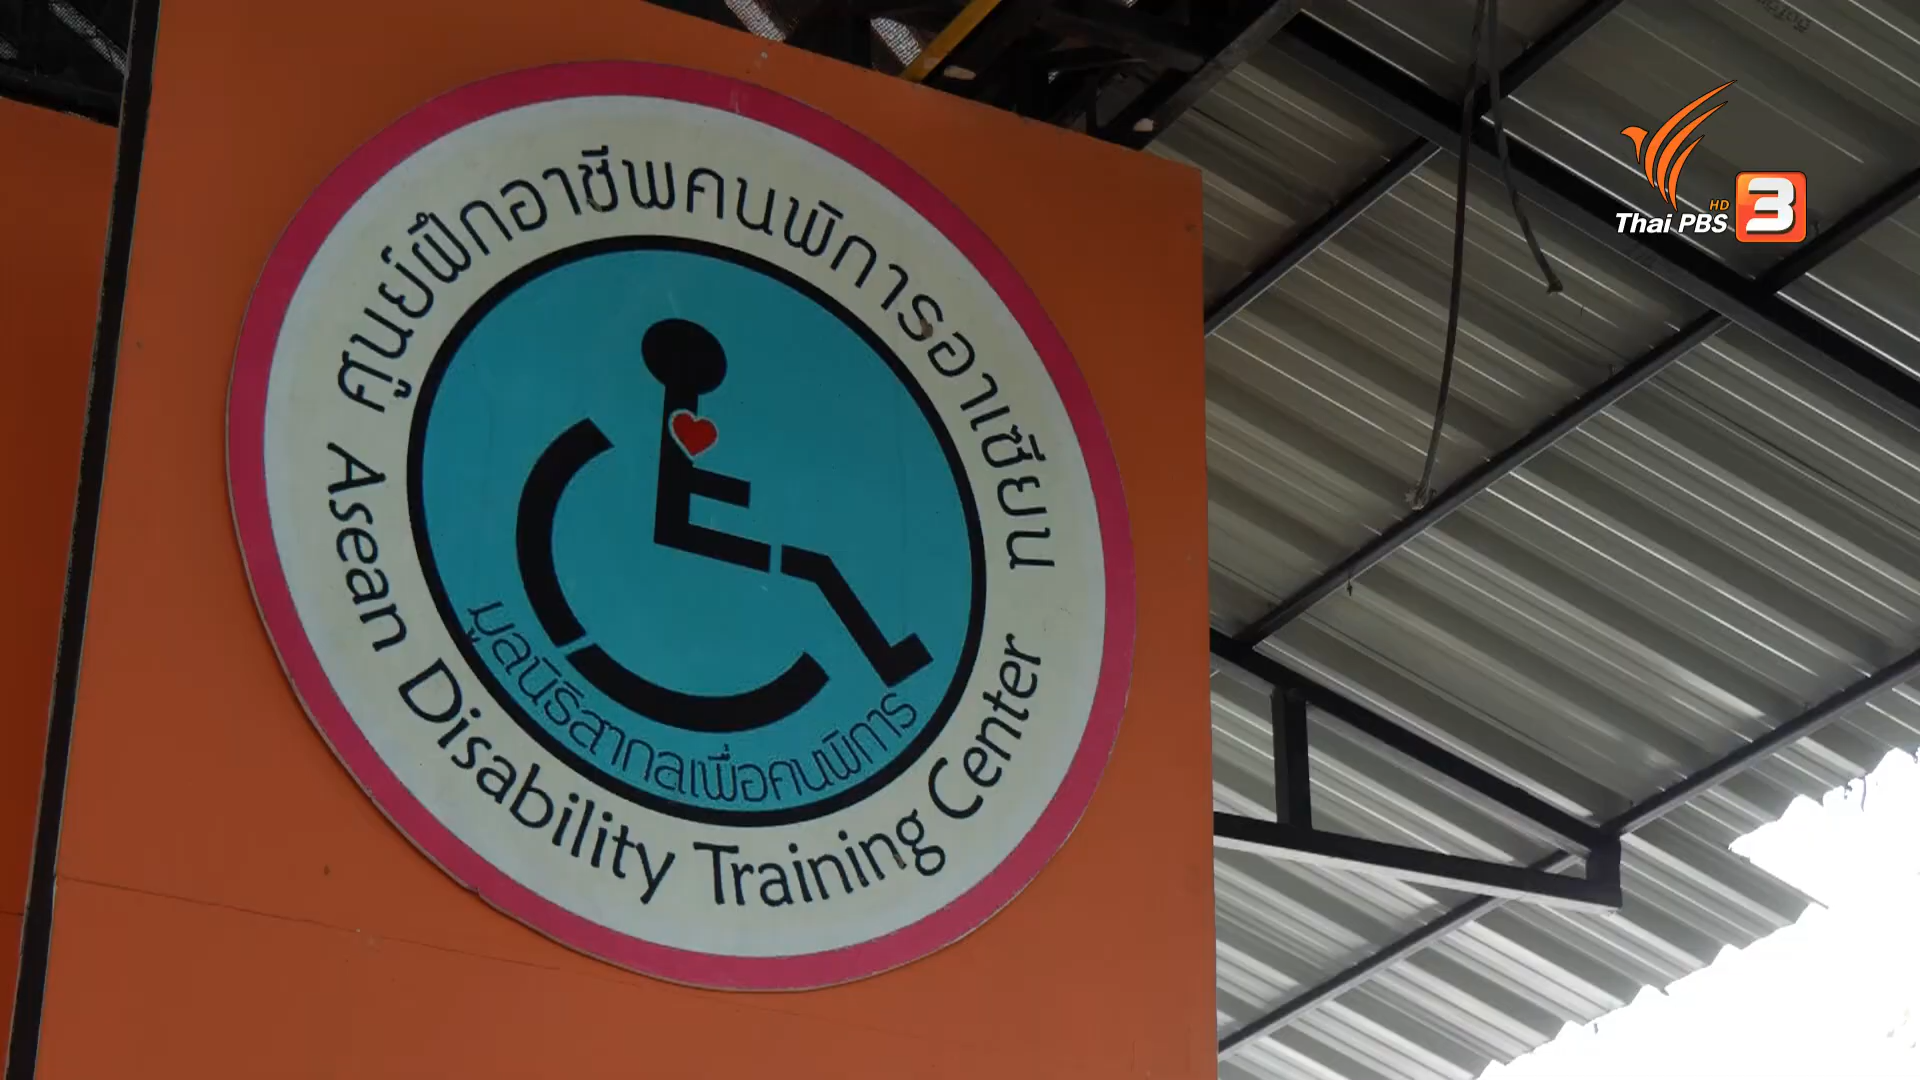 ศูนย์ฝึกอาชีพคนพิการอาเซียน
มูลนิธิสากลเพื่อคนพิการ
Asean Disability Training Center
HD
Thai PBS 3